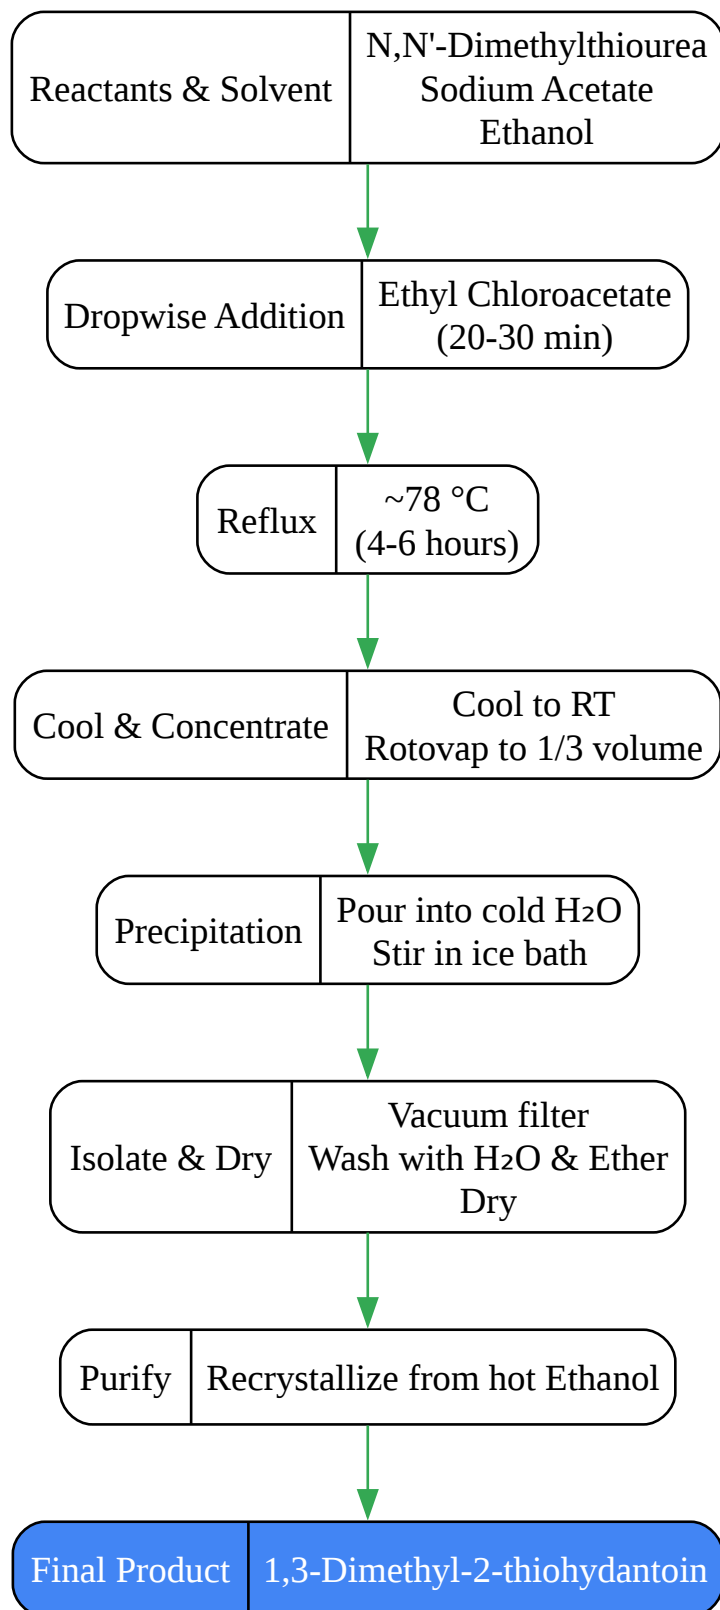 Reactants & Solvent
N,N'-Dimethylthiourea
Sodium Acetate
Ethanol
Dropwise Addition
Ethyl Chloroacetate
(20-30 min)
Reflux
~78 °C
(4-6 hours)
Cool & Concentrate
Cool to RT
Rotovap to 1/3 volume
Precipitation
Pour into cold H₂O
Stir in ice bath
Isolate & Dry
Vacuum filter
Wash with H₂O & Ether
Dry
Purify
Recrystallize from hot Ethanol
Final Product
1,3-Dimethyl-2-thiohydantoin